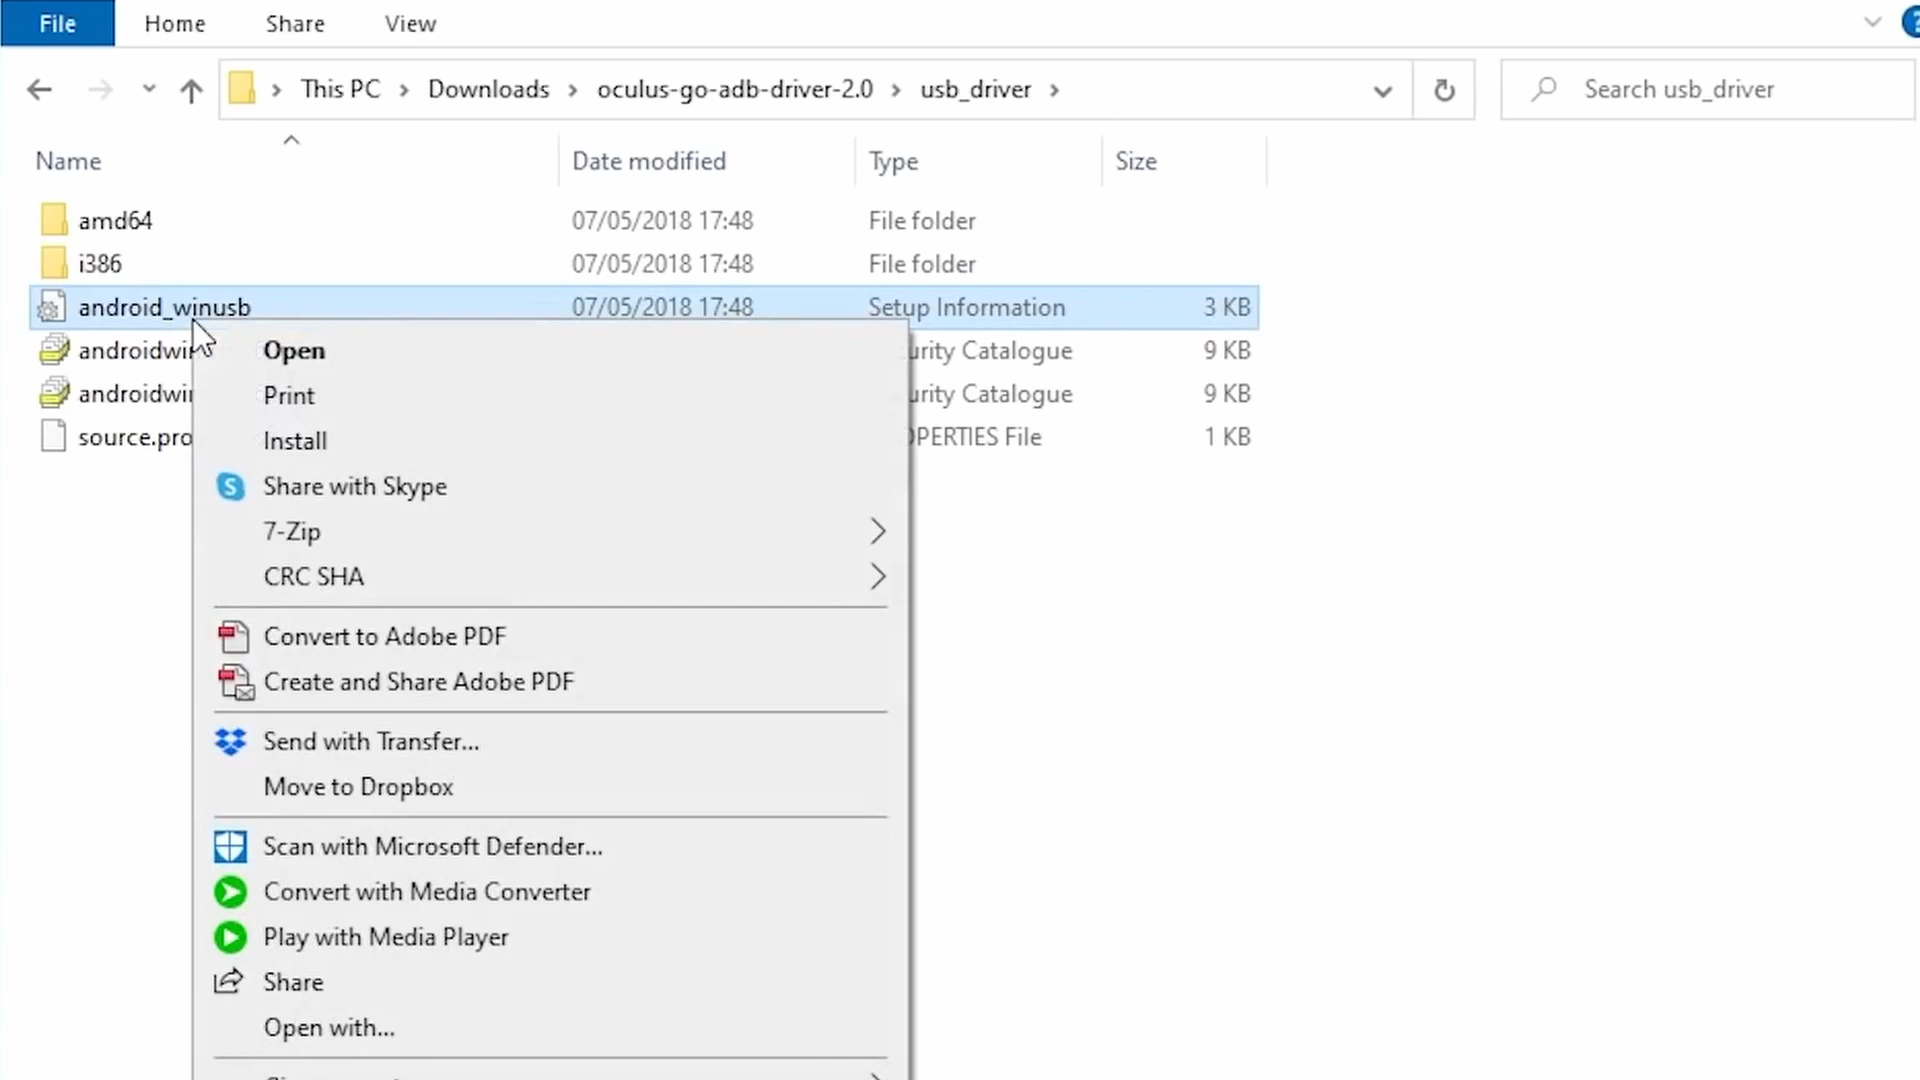 File Home Share View
This PC > Downloads > oculus-go-adb-driver-2.0 > usb_driver > Search usb_driver
Name Date modified Type Size
amd64 07/05/2018 17:48 File folder
i386 07/05/2018 17:48 File folder
android_winusb 07/05/2018 17:48 Setup Information 3 KB
androidwi urity Catalogue 9 KB
androidwi urity Catalogue 9 KB
source.pro OPERTIES File 1 KB
Open
Print
Install
Share with Skype
7-Zip
CRC SHA
Convert to Adobe PDF
Create and Share Adobe PDF
Send with Transfer...
Move to Dropbox
Scan with Microsoft Defender...
Convert with Media Converter
Play with Media Player
Share
Open with...